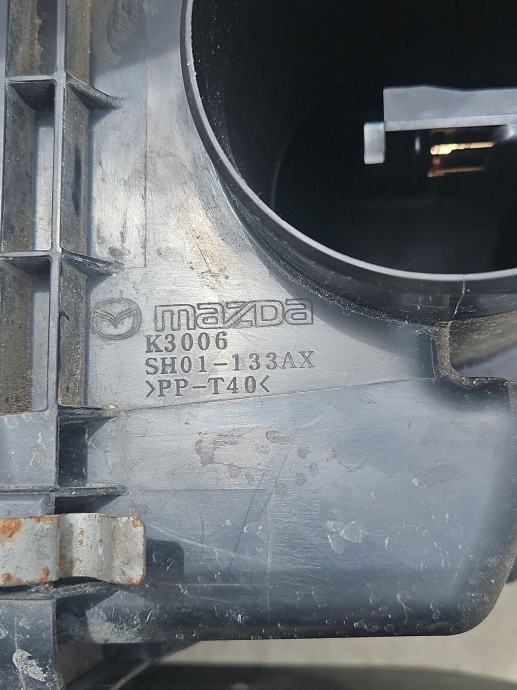 mazda
K3006
SH01-133AX
>PP-T40<